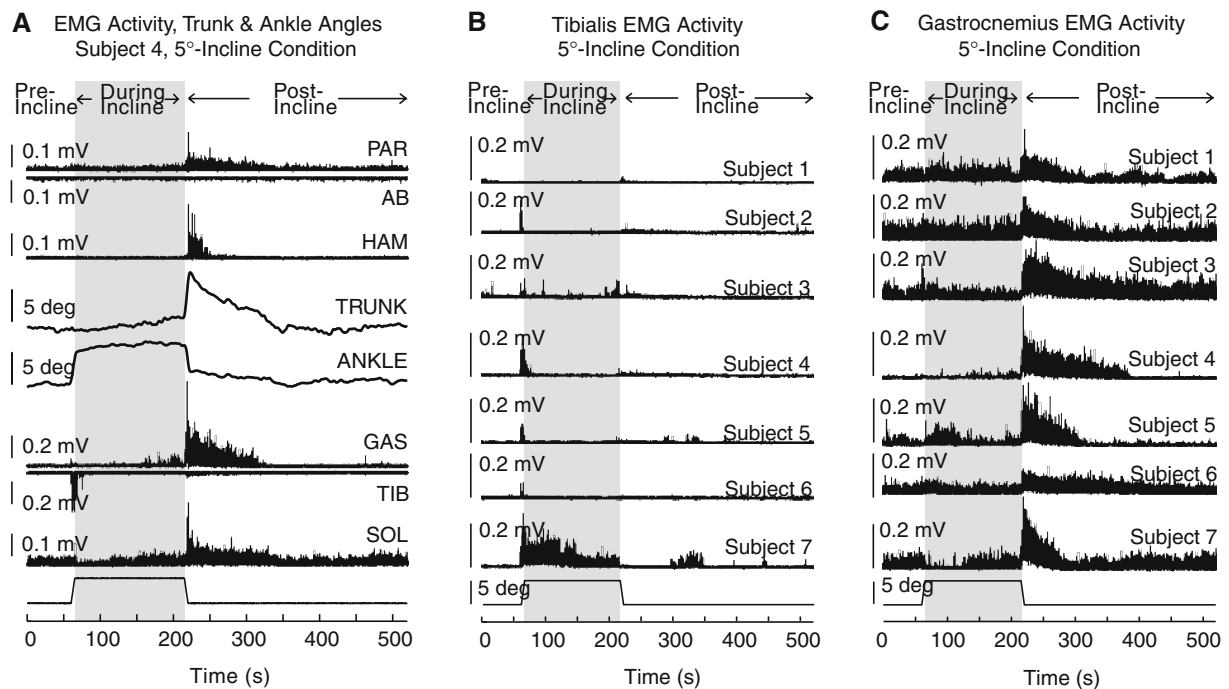 A
EMG Activity, Trunk & Ankle Angles
Subject 4, 5°-Incline Condition
Pre-
Incline
During
Incline
Post-
Incline
0.1 mV
PAR
0.1 mV
AB
0.1 mV
HAM
5 deg
TRUNK
5 deg
ANKLE
0.2 mV
GAS
0.2 mV
TIB
0.1 mV
SOL
0 100 200 300 400 500
Time (s)
B
Tibialis EMG Activity
5°-Incline Condition
Pre-
Incline
During
Incline
Post-
Incline
0.2 mV
Subject 1
0.2 mV
Subject 2
0.2 mV
Subject 3
0.2 mV
Subject 4
0.2 mV
Subject 5
0.2 mV
Subject 6
0.2 mV
Subject 7
5 deg
0 100 200 300 400 500
Time (s)
C
Gastrocnemius EMG Activity
5°-Incline Condition
Pre-
Incline
During
Incline
Post-
Incline
0.2 mV
Subject 1
0.2 mV
Subject 2
0.2 mV
Subject 3
0.2 mV
Subject 4
0.2 mV
Subject 5
0.2 mV
Subject 6
0.2 mV
Subject 7
5 deg
0 100 200 300 400 500
Time (s)